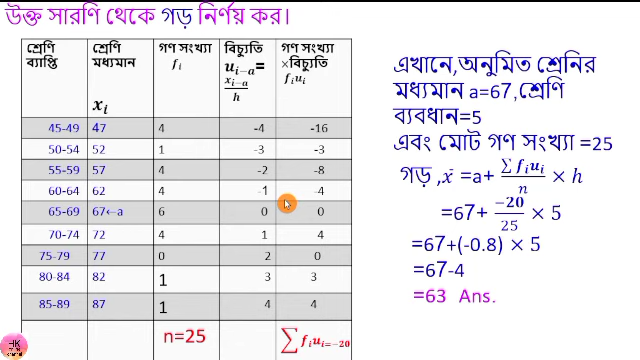 উক্ত সারণি থেকে গড় নির্ণয় কর।
শ্রেণি ব্যাপ্তি | শ্রেণি মধ্যমান xᵢ | গণ সংখ্যা fᵢ | বিচ্যুতি uᵢ₋ₐ= (xᵢ₋ₐ)/h | গণ সংখ্যা ×বিচ্যুতি fᵢuᵢ
45-49 47 4 -4 -16
50-54 52 1 -3 -3
55-59 57 4 -2 -8
60-64 62 4 -1 -4
65-69 67←a 6 0 0
70-74 72 4 1 4
75-79 77 0 2 0
80-84 82 1 3 3
85-89 87 1 4 4
n=25 ∑fᵢuᵢ₌₋₂₀
এখানে,অনুমিত শ্রেনির
মধ্যমান a=67,শ্রেণি
ব্যবধান=5
এবং মোট গণ সংখ্যা =25
গড় ,x̄ =a+ (∑fᵢuᵢ)/n × h
=67+ (-20)/25 × 5
=67+(-0.8) × 5
=67-4
=63 Ans.
HK